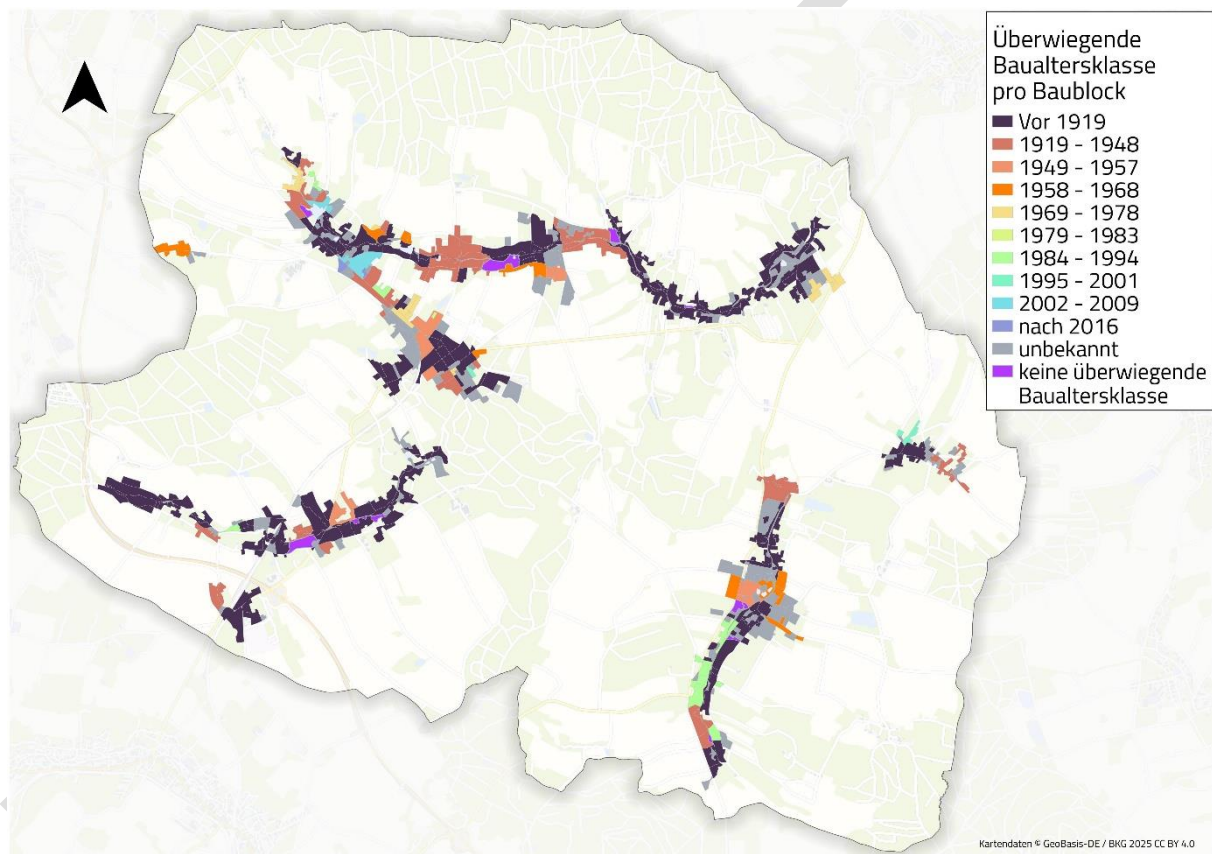 Überwiegende
Baualtersklasse
pro Baublock
Vor 1919
1919 - 1948
1949 - 1957
1958 - 1968
1969 - 1978
1979 - 1983
1984 - 1994
1995 - 2001
2002 - 2009
nach 2016
unbekannt
keine überwiegende
Baualtersklasse
Kartendaten © GeoBasis-DE / BKG 2025 CC BY 4.0